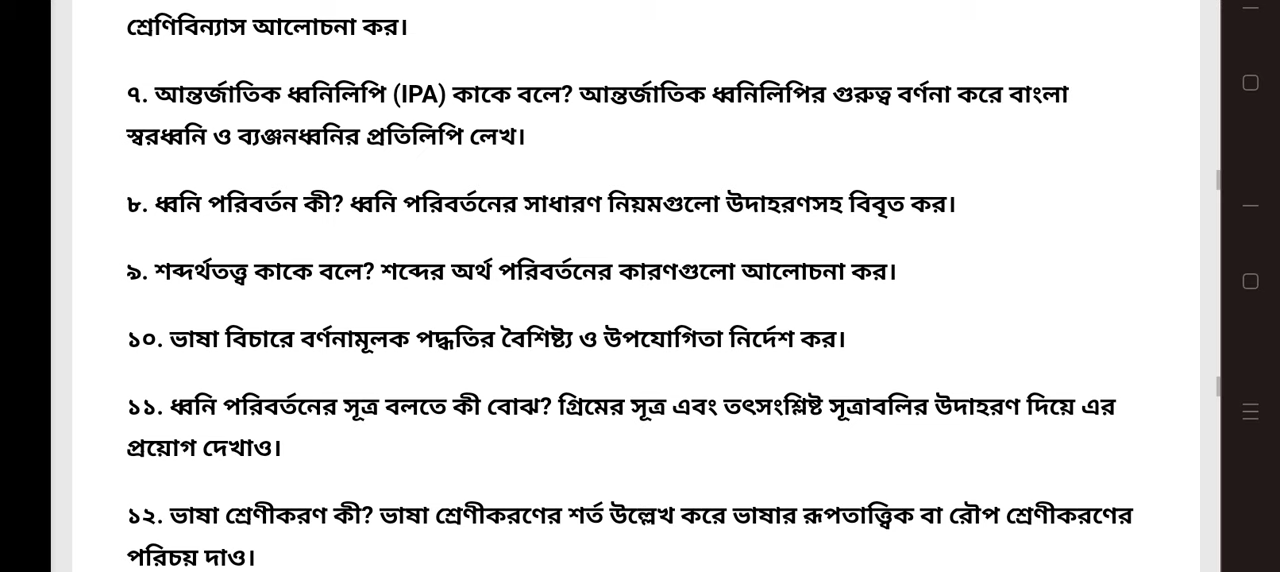 শ্রেণিবিন্যাস আলোচনা কর।
৭. আন্তর্জাতিক ধ্বনিলিপি (IPA) কাকে বলে? আন্তর্জাতিক ধ্বনিলিপির গুরুত্ব বর্ণনা করে বাংলা
স্বরধ্বনি ও ব্যঞ্জনধ্বনির প্রতিলিপি লেখ।
৮. ধ্বনি পরিবর্তন কী? ধ্বনি পরিবর্তনের সাধারণ নিয়মগুলো উদাহরণসহ বিবৃত কর।
৯. শব্দর্থতত্ত্ব কাকে বলে? শব্দের অর্থ পরিবর্তনের কারণগুলো আলোচনা কর।
১০. ভাষা বিচারে বর্ণনামূলক পদ্ধতির বৈশিষ্ট্য ও উপযোগিতা নির্দেশ কর।
১১. ধ্বনি পরিবর্তনের সূত্র বলতে কী বোঝ? গ্রিমের সূত্র এবং তৎসংশ্লিষ্ট সূত্রাবলির উদাহরণ দিয়ে এর
প্রয়োগ দেখাও।
১২. ভাষা শ্রেণীকরণ কী? ভাষা শ্রেণীকরণের শর্ত উল্লেখ করে ভাষার রূপতাত্ত্বিক বা রৌপ শ্রেণীকরণের
পরিচয় দাও।